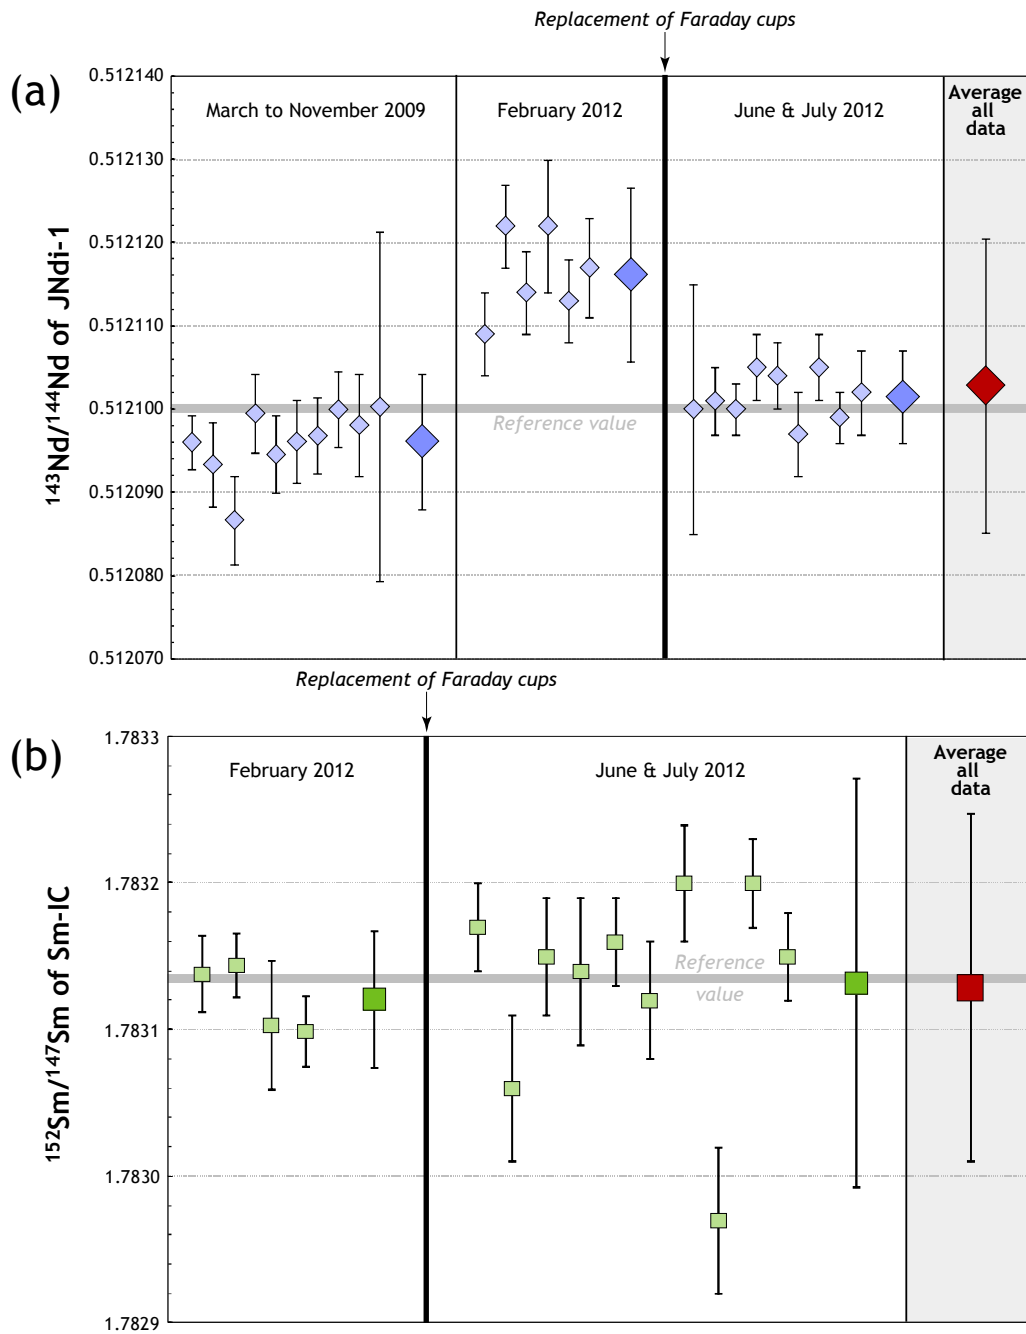 Replacement of Faraday cups
(a)
0.512140
0.512130
0.512120
0.512110
0.512100
0.512090
0.512080
0.512070
¹⁴³Nd/¹⁴⁴Nd of JNdi-1
March to November 2009
February 2012
June & July 2012
Average
all
data
Reference value
Replacement of Faraday cups
(b)
1.7833
1.7832
1.7831
1.7830
1.7829
¹⁵²Sm/¹⁴⁷Sm of Sm-IC
February 2012
June & July 2012
Average
all
data
Reference
value